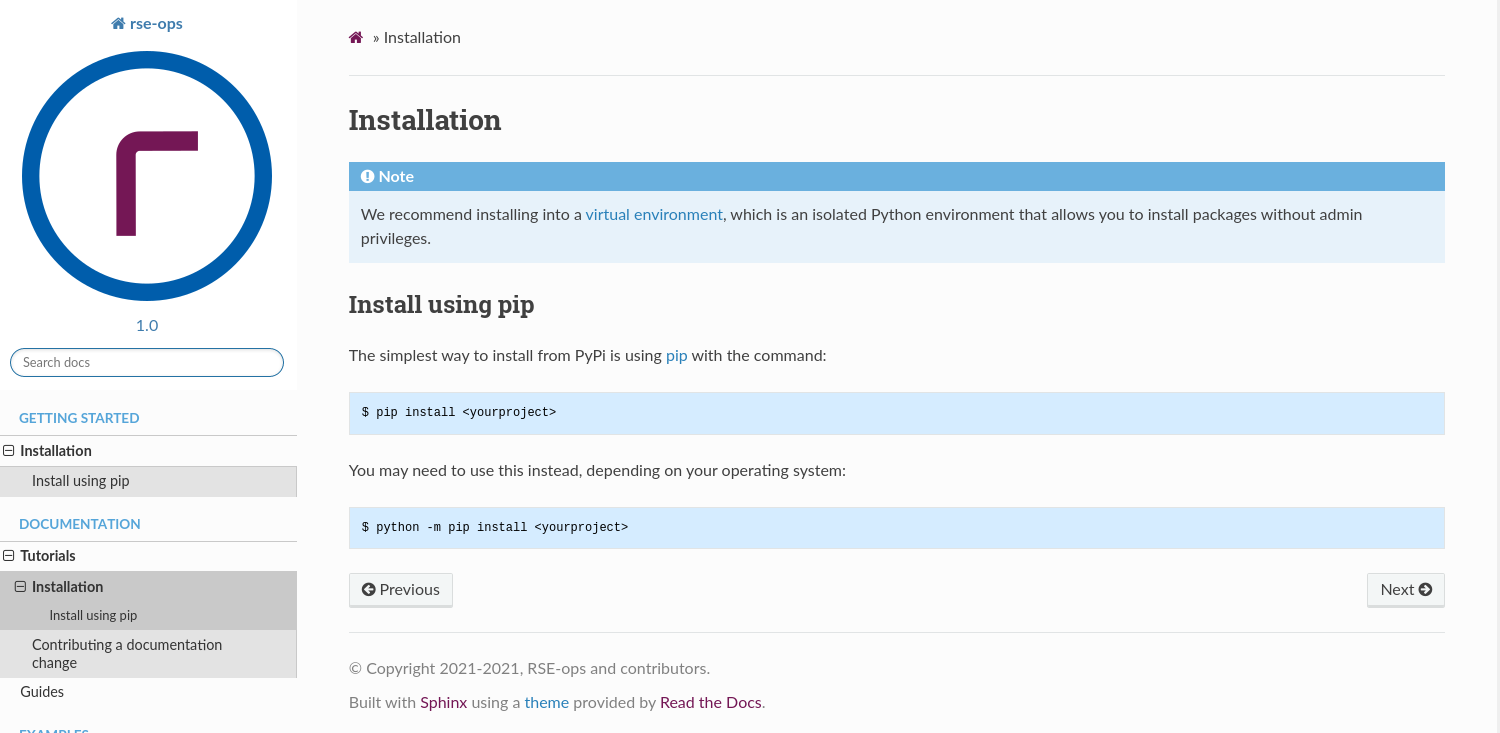 rse-ops
1.0
Search docs
GETTING STARTED
Installation
Install using pip
DOCUMENTATION
Tutorials
Installation
Install using pip
Contributing a documentation
change
Guides
EXAMPLES
» Installation
Installation
Note
We recommend installing into a virtual environment, which is an isolated Python environment that allows you to install packages without admin
privileges.
Install using pip
The simplest way to install from PyPi is using pip with the command:
$ pip install <yourproject>
You may need to use this instead, depending on your operating system:
$ python -m pip install <yourproject>
Previous
Next
© Copyright 2021-2021, RSE-ops and contributors.
Built with Sphinx using a theme provided by Read the Docs.